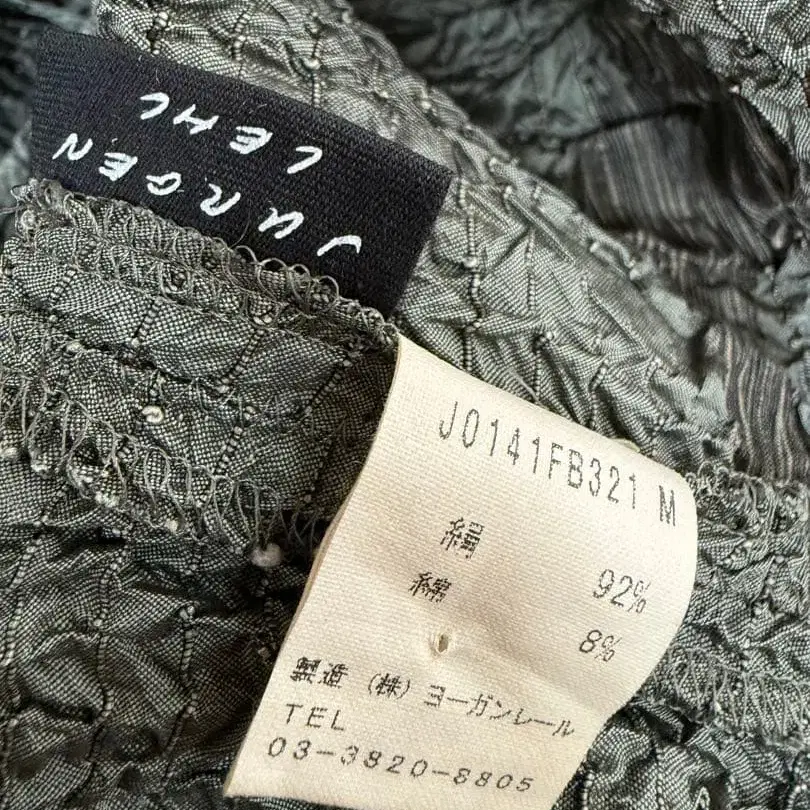 JURGEN
LEHL
J0141FB321 M
絹 92%
綿 8%
製造 (株) ヨーガンレール
TEL
03-3820-8805